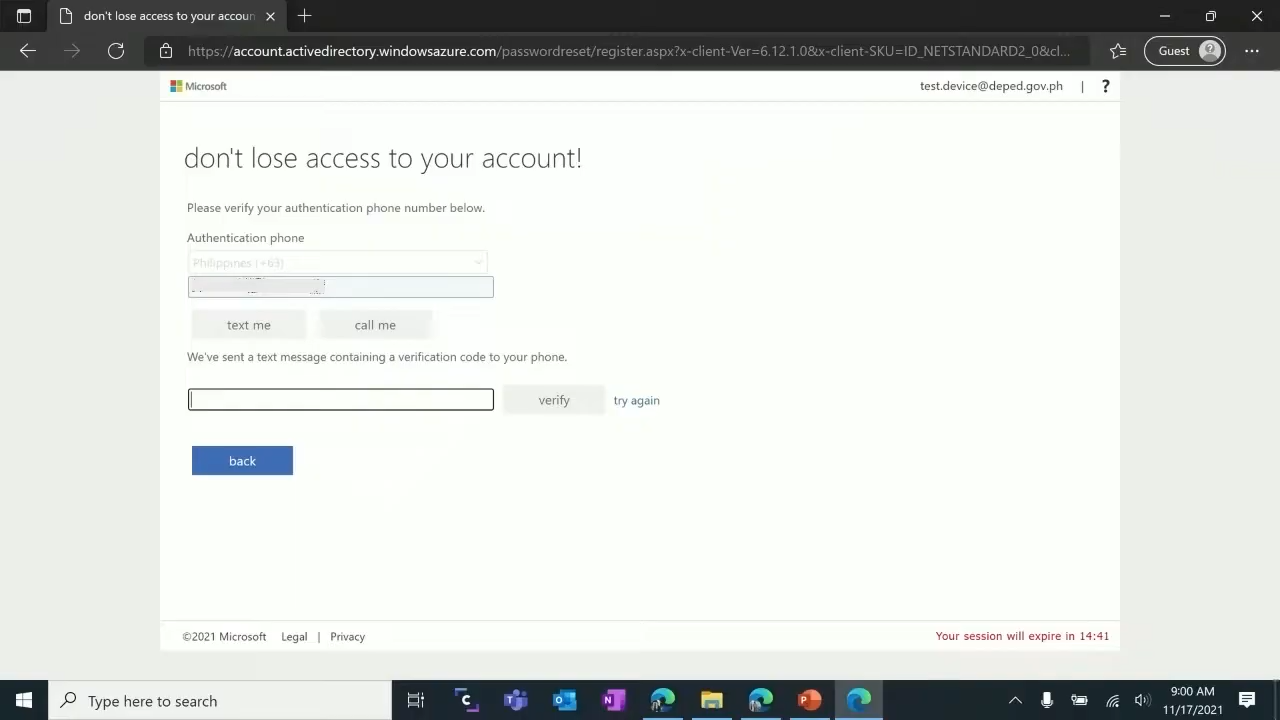 don't lose access to your accoun
https://account.activedirectory.windowsazure.com/passwordreset/register.aspx?x-client-Ver=6.12.1.0&x-client-SKU=ID_NETSTANDARD2_0&cl...
Guest
Microsoft
test.device@deped.gov.ph | ?
don't lose access to your account!
Please verify your authentication phone number below.
Authentication phone
Philippines (+63)
text me
call me
We've sent a text message containing a verification code to your phone.
verify
try again
back
©2021 Microsoft Legal | Privacy
Your session will expire in 14:41
Type here to search
9:00 AM
11/17/2021